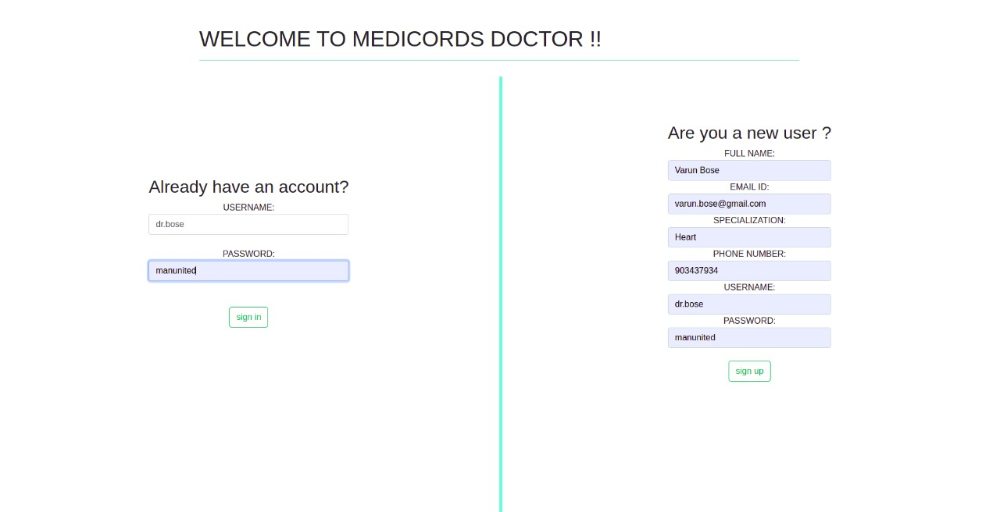 WELCOME TO MEDICORDS DOCTOR !!
Already have an account?
USERNAME:
dr.bose
PASSWORD:
manunited
sign in
Are you a new user ?
FULL NAME:
Varun Bose
EMAIL ID:
varun.bose@gmail.com
SPECIALIZATION:
Heart
PHONE NUMBER:
903437934
USERNAME:
dr.bose
PASSWORD:
manunited
sign up